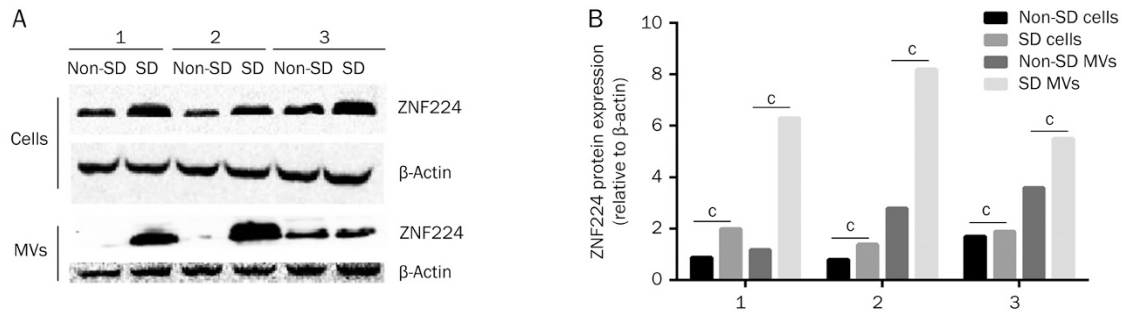 A
1 2 3
Non-SD SD Non-SD SD Non-SD SD
Cells
ZNF224
β-Actin
MVs
ZNF224
β-Actin
B
ZNF224 protein expression
(relative to β-actin)
10
8
6
4
2
0
c c c c c c
1 2 3
Non-SD cells
SD cells
Non-SD MVs
SD MVs